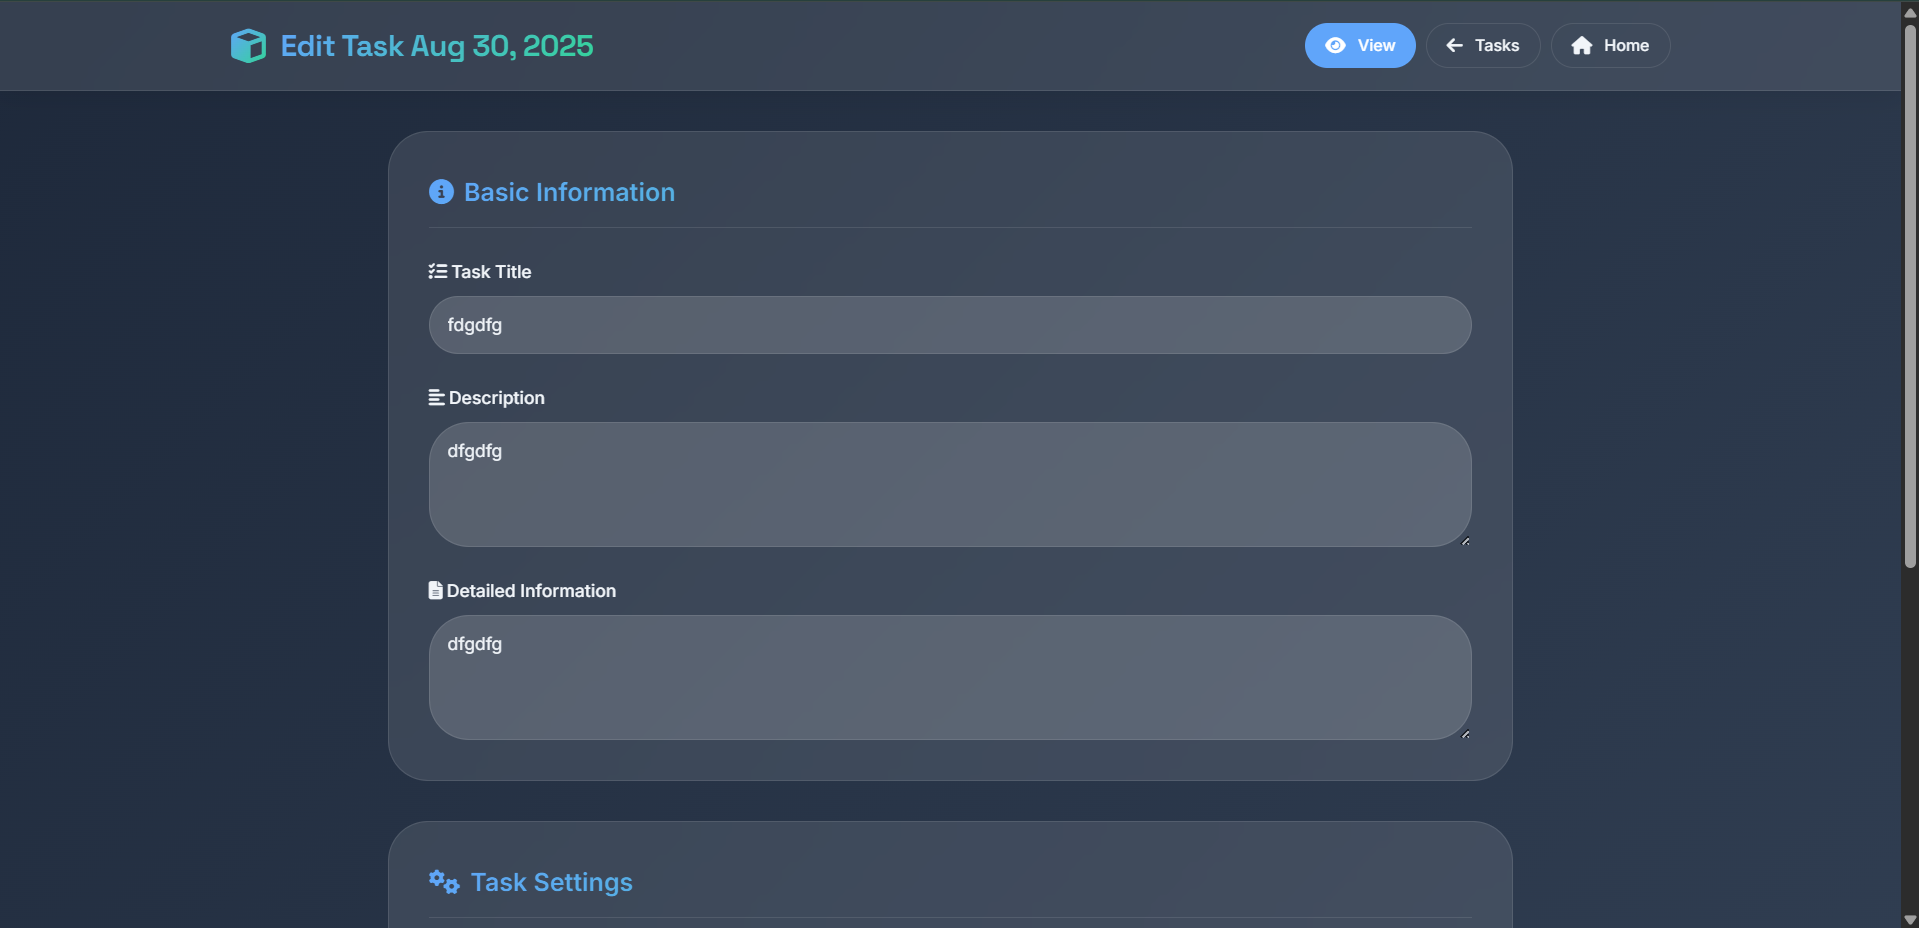 Edit Task Aug 30, 2025
View
Tasks
Home
Basic Information
Task Title
fdgdfg
Description
dfgdfg
Detailed Information
dfgdfg
Task Settings